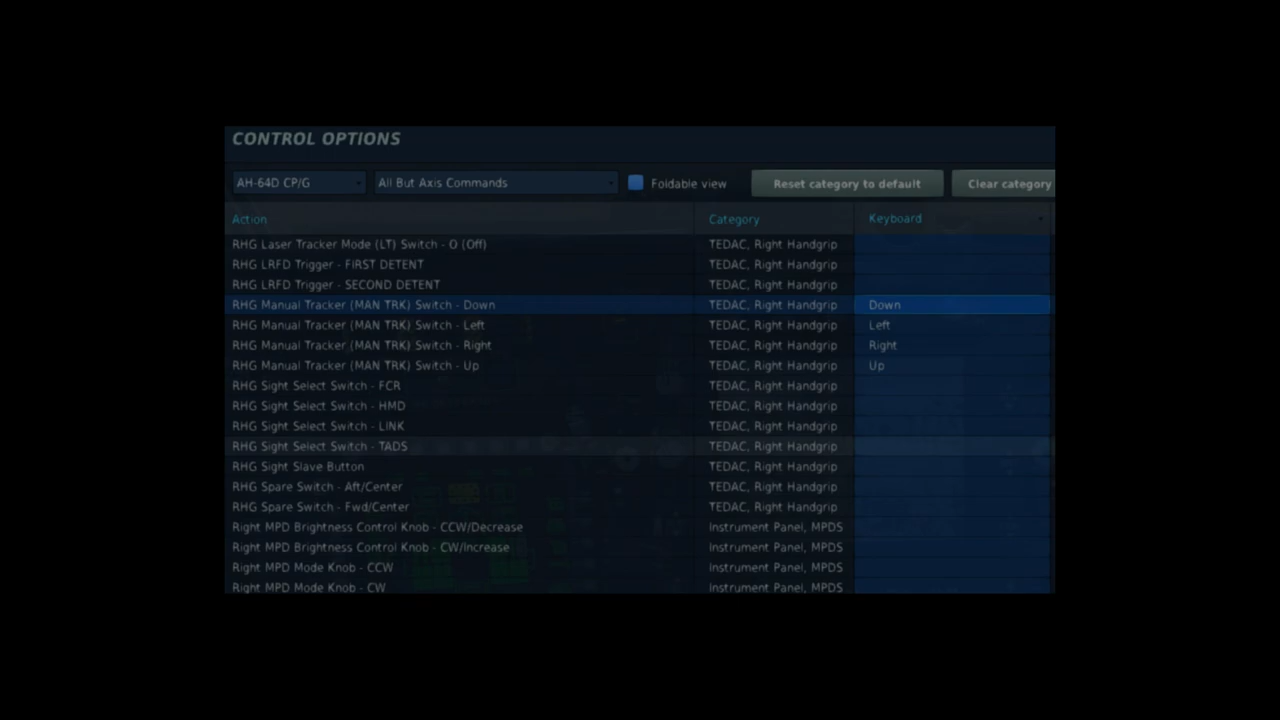 CONTROL OPTIONS
AH-64D CP/G All But Axis Commands Foldable view Reset category to default Clear category
Action Category Keyboard
RHG Laser Tracker Mode (LT) Switch - O (Off) TEDAC, Right Handgrip
RHG LRFD Trigger - FIRST DETENT TEDAC, Right Handgrip
RHG LRFD Trigger - SECOND DETENT TEDAC, Right Handgrip
RHG Manual Tracker (MAN TRK) Switch - Down TEDAC, Right Handgrip Down
RHG Manual Tracker (MAN TRK) Switch - Left TEDAC, Right Handgrip Left
RHG Manual Tracker (MAN TRK) Switch - Right TEDAC, Right Handgrip Right
RHG Manual Tracker (MAN TRK) Switch - Up TEDAC, Right Handgrip Up
RHG Sight Select Switch - FCR TEDAC, Right Handgrip
RHG Sight Select Switch - HMD TEDAC, Right Handgrip
RHG Sight Select Switch - LINK TEDAC, Right Handgrip
RHG Sight Select Switch - TADS TEDAC, Right Handgrip
RHG Sight Slave Button TEDAC, Right Handgrip
RHG Spare Switch - Aft/Center TEDAC, Right Handgrip
RHG Spare Switch - Fwd/Center TEDAC, Right Handgrip
Right MPD Brightness Control Knob - CCW/Decrease Instrument Panel, MPDS
Right MPD Brightness Control Knob - CW/Increase Instrument Panel, MPDS
Right MPD Mode Knob - CCW Instrument Panel, MPDS
Right MPD Mode Knob - CW Instrument Panel, MPDS